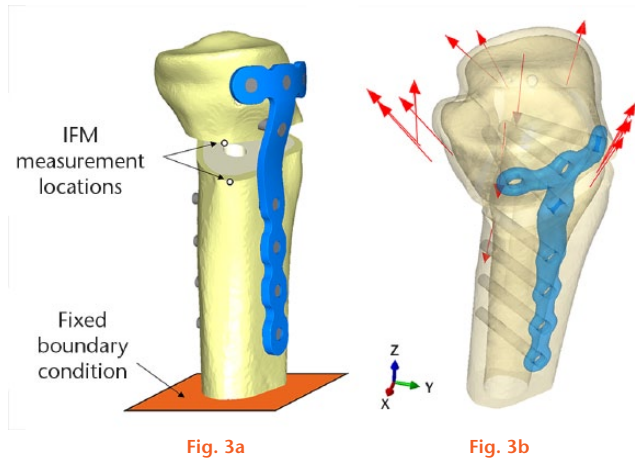 IFM
measurement
locations
Fixed
boundary
condition
Z
Y
X
Fig. 3a
Fig. 3b